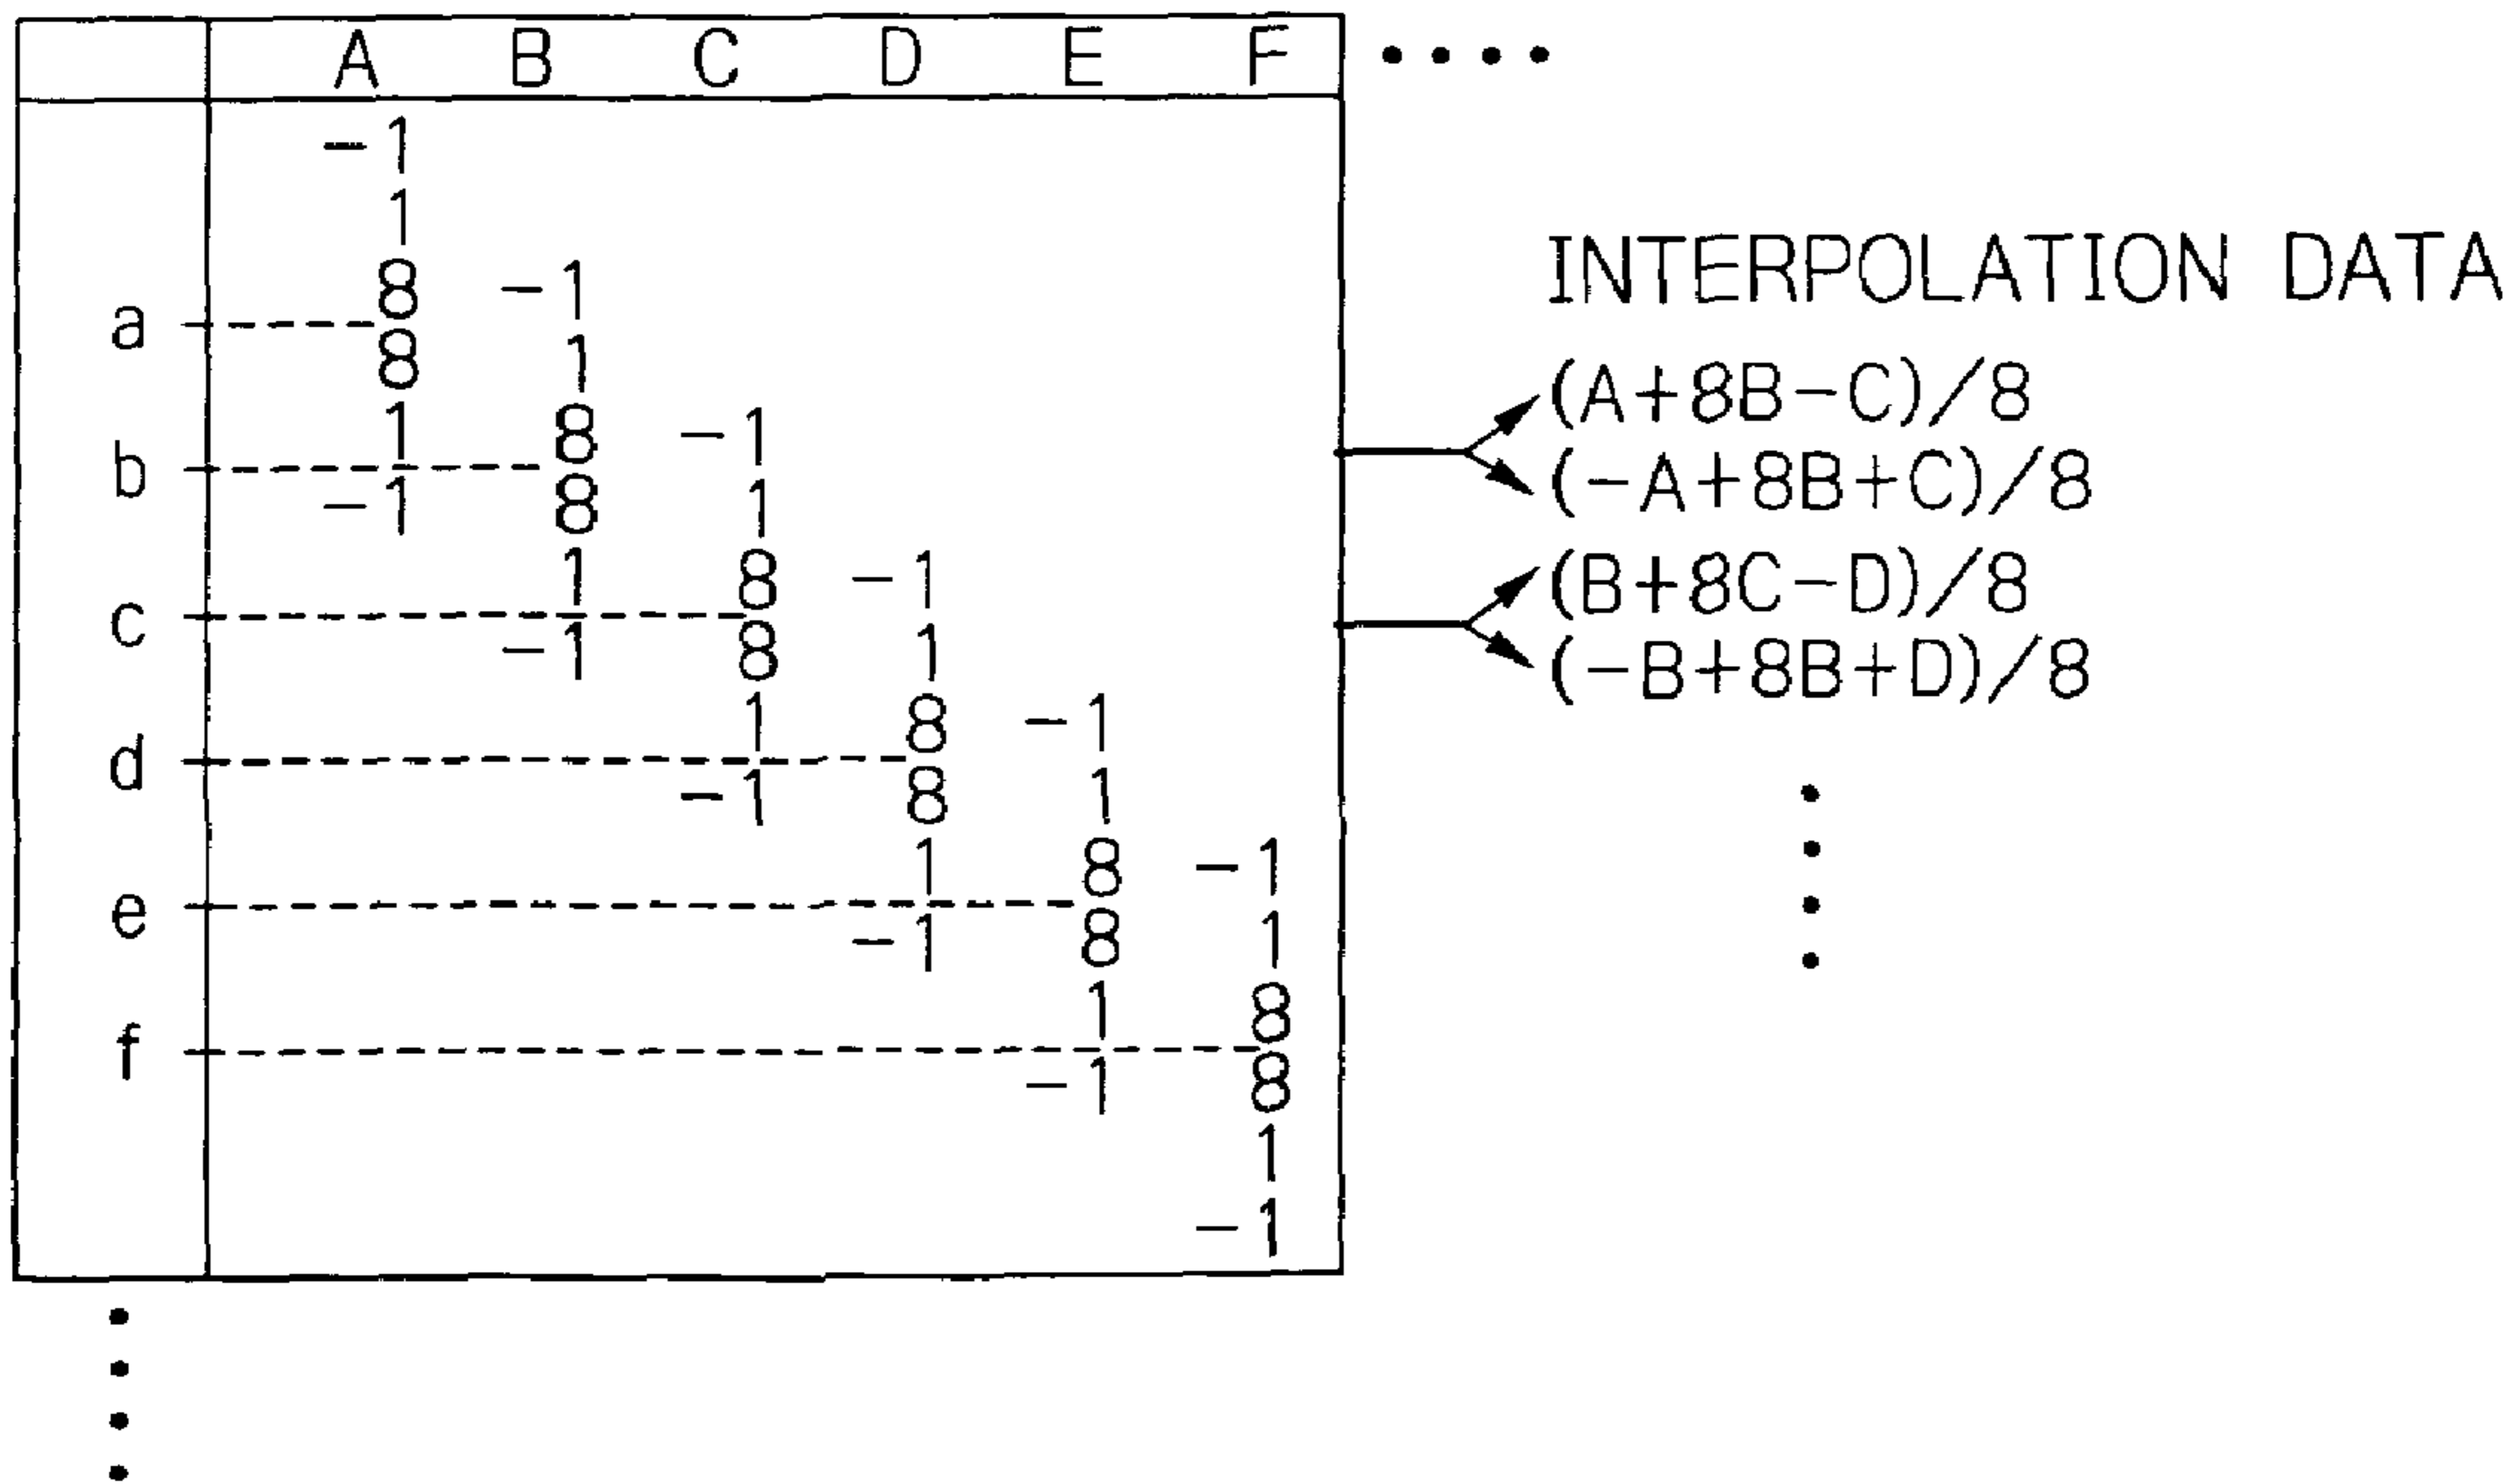 A B C D E F ....
-1
1
8 -1
INTERPOLATION DATA
a
8 1
(A+8B-C)/8
1 8 -1
b
(-A+8B+C)/8
-1 8 1
1 8 -1
(B+8C-D)/8
c
-1 8 1
(-B+8B+D)/8
1 8 -1
d
-1 8 1
1 8 -1
e
-1 8 1
1 8
f
-1 8
1
-1